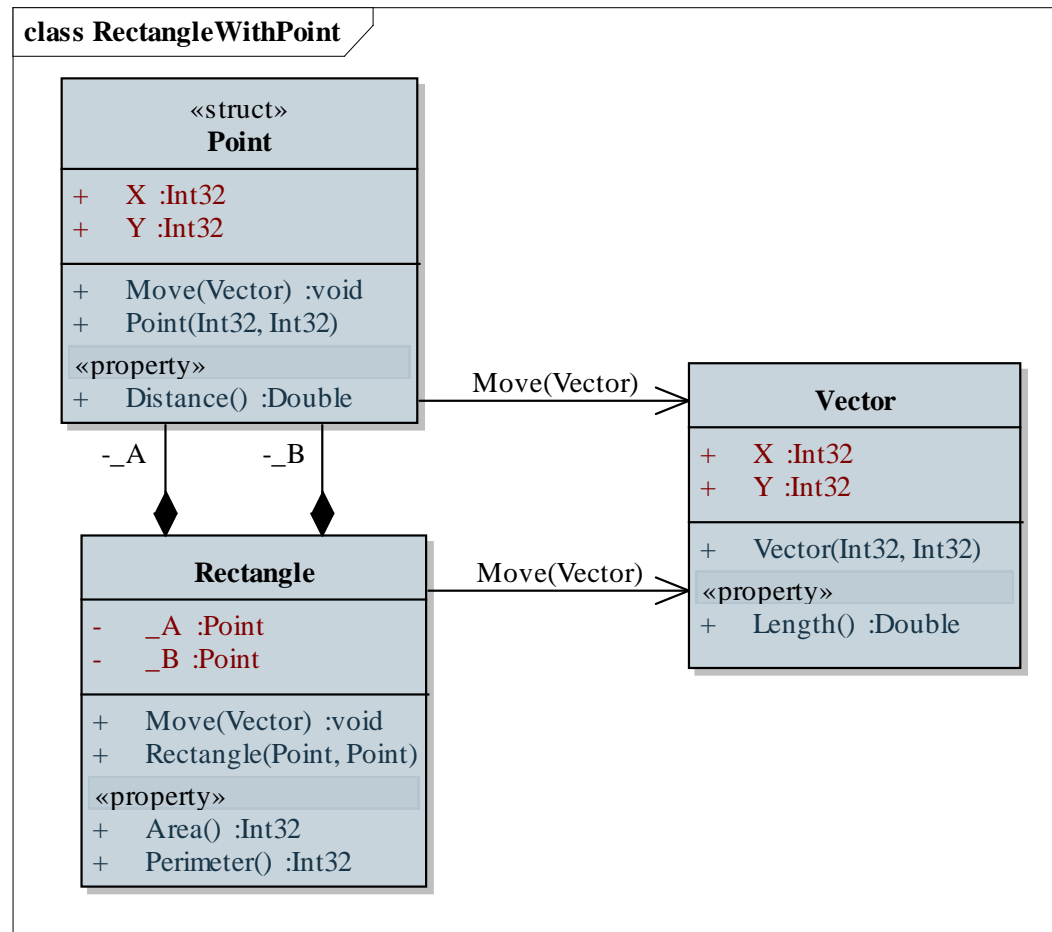 class RectangleWithPoint
«struct»
Point
+ X :Int32
+ Y :Int32
+ Move(Vector) :void
+ Point(Int32, Int32)
«property»
+ Distance() :Double
Move(Vector)
Vector
+ X :Int32
+ Y :Int32
+ Vector(Int32, Int32)
«property»
+ Length() :Double
-_A
-_B
Rectangle
- _A :Point
- _B :Point
+ Move(Vector) :void
+ Rectangle(Point, Point)
«property»
+ Area() :Int32
+ Perimeter() :Int32
Move(Vector)